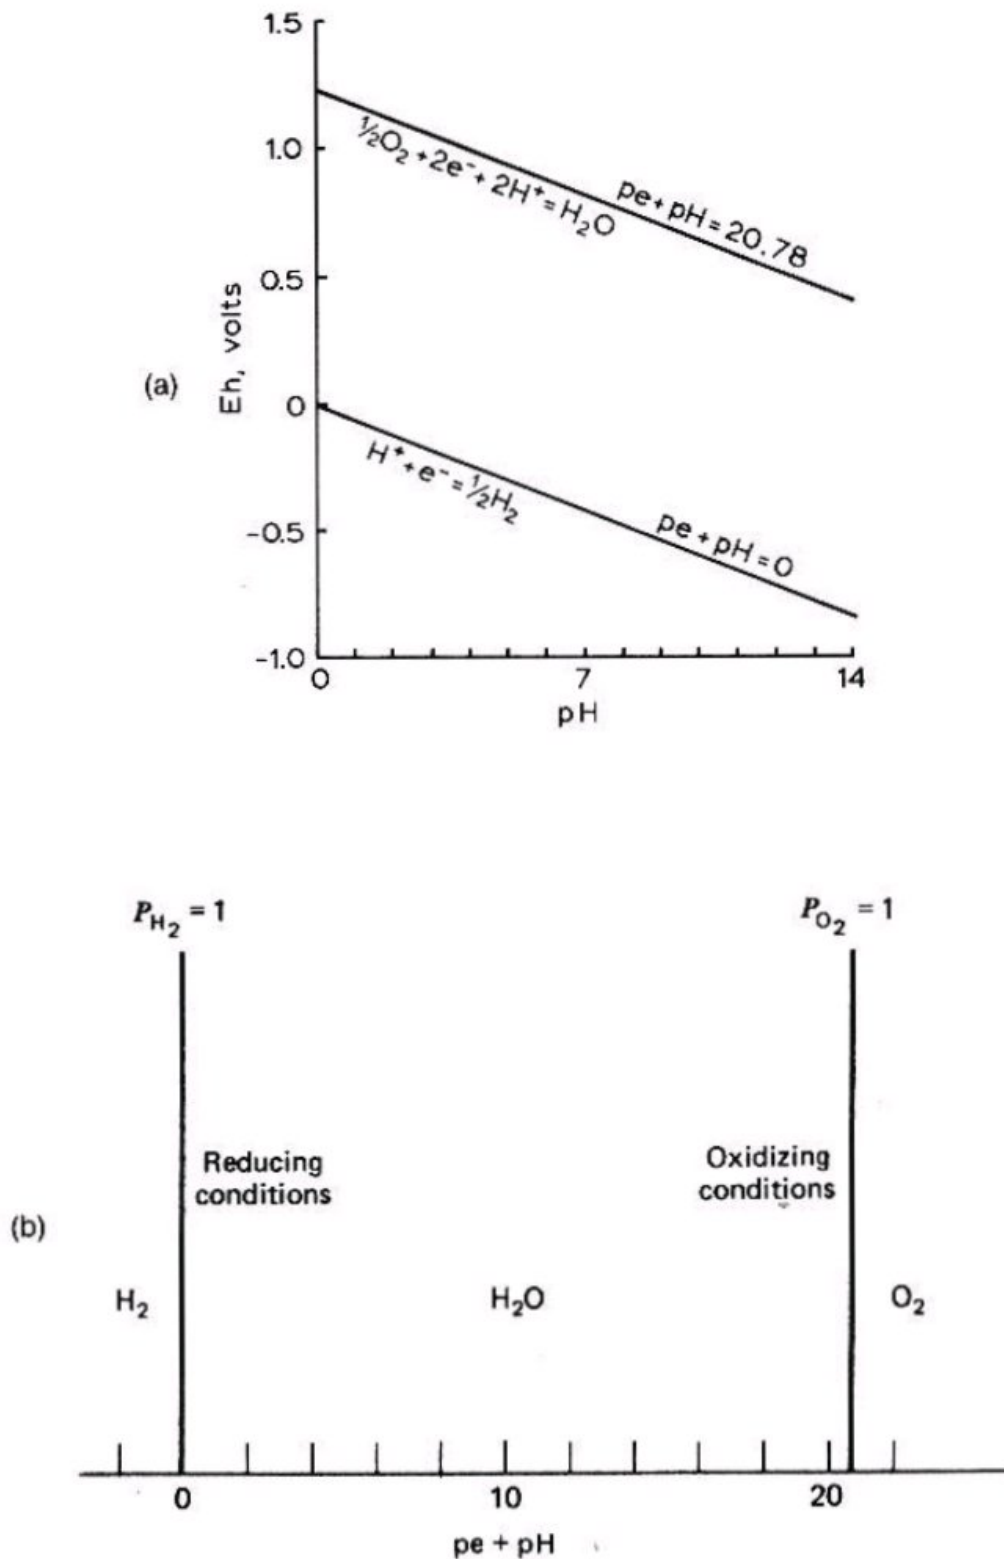 1.5
1.0
0.5
0
-0.5
-1.0
Eh, volts
(a)
½O₂ + 2e⁻ + 2H⁺ = H₂O
pe + pH = 20.78
H⁺ + e⁻ = ½H₂
pe + pH = 0
0 7 14
pH
P_H₂ = 1 P_O₂ = 1
Reducing
conditions
Oxidizing
conditions
(b)
H₂ H₂O O₂
0 10 20
pe + pH